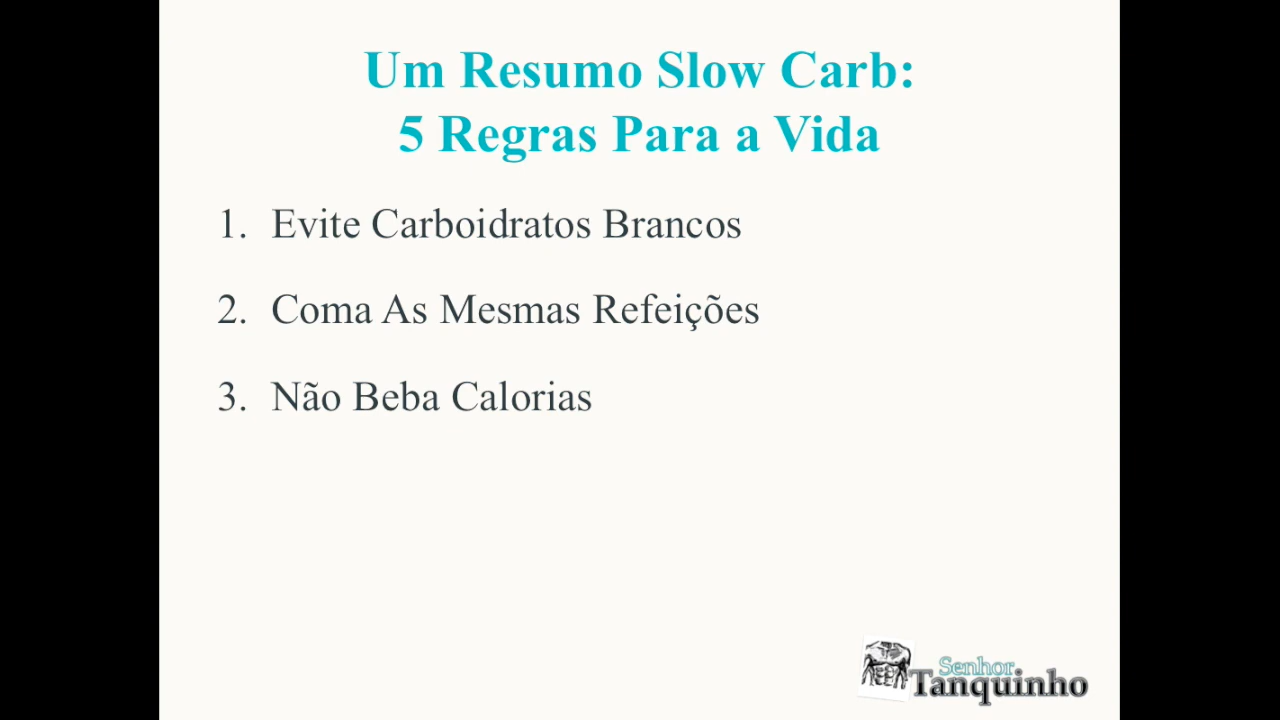 Um Resumo Slow Carb:
5 Regras Para a Vida
1. Evite Carboidratos Brancos
2. Coma As Mesmas Refeições
3. Não Beba Calorias
Senhor
Tanquinho